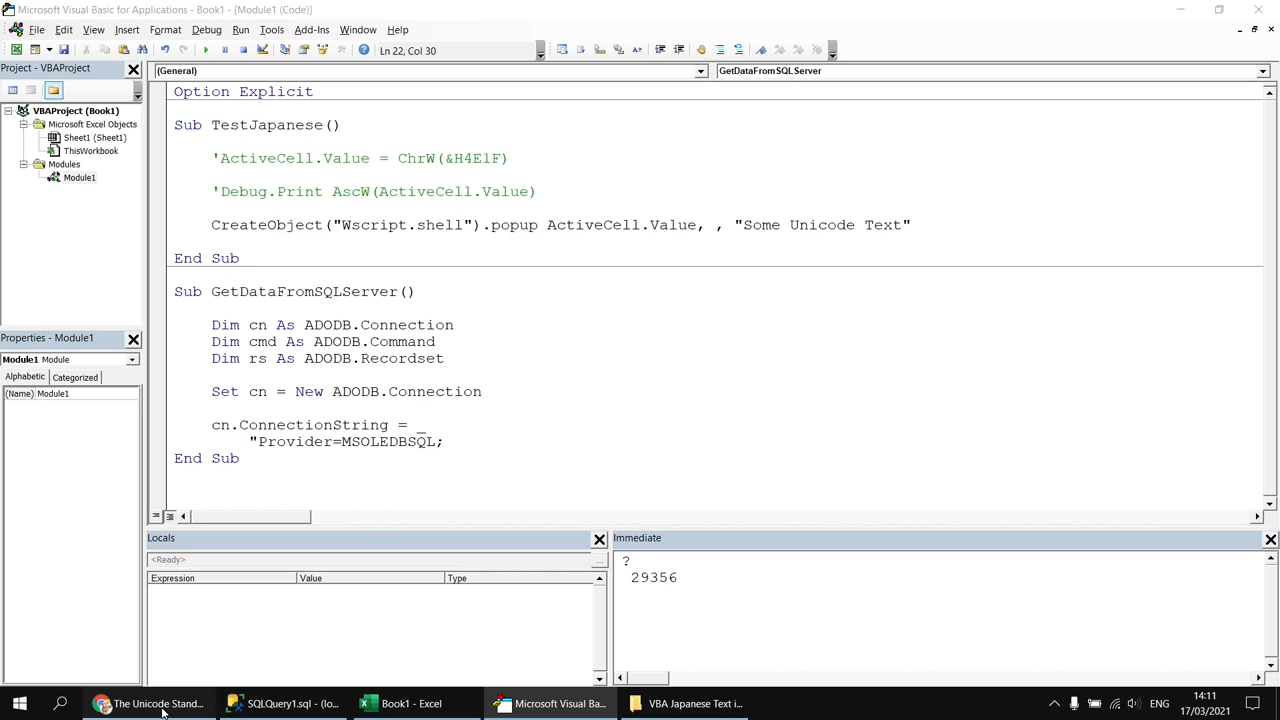 Microsoft Visual Basic for Applications - Book1 - [Module1 (Code)]
File Edit View Insert Format Debug Run Tools Add-Ins Window Help
Ln 22, Col 30
Project - VBAProject
(General) GetDataFromSQLServer
VBAProject (Book1)
Microsoft Excel Objects
Sheet1 (Sheet1)
ThisWorkbook
Modules
Module1
Option Explicit
Sub TestJapanese()
'ActiveCell.Value = ChrW(&H4E1F)
'Debug.Print AscW(ActiveCell.Value)
CreateObject("Wscript.shell").popup ActiveCell.Value, , "Some Unicode Text"
End Sub
Sub GetDataFromSQLServer()
Dim cn As ADODB.Connection
Dim cmd As ADODB.Command
Dim rs As ADODB.Recordset
Set cn = New ADODB.Connection
cn.ConnectionString = _
"Provider=MSOLEDBSQL;
End Sub
Properties - Module1
Module1 Module
Alphabetic Categorized
(Name) Module1
Locals
<Ready>
Expression Value Type
Immediate
?
29356
The Unicode Stand...
SQLQuery1.sql - (lo...
Book1 - Excel
Microsoft Visual Ba...
VBA Japanese Text i...
ENG
14:11
17/03/2021